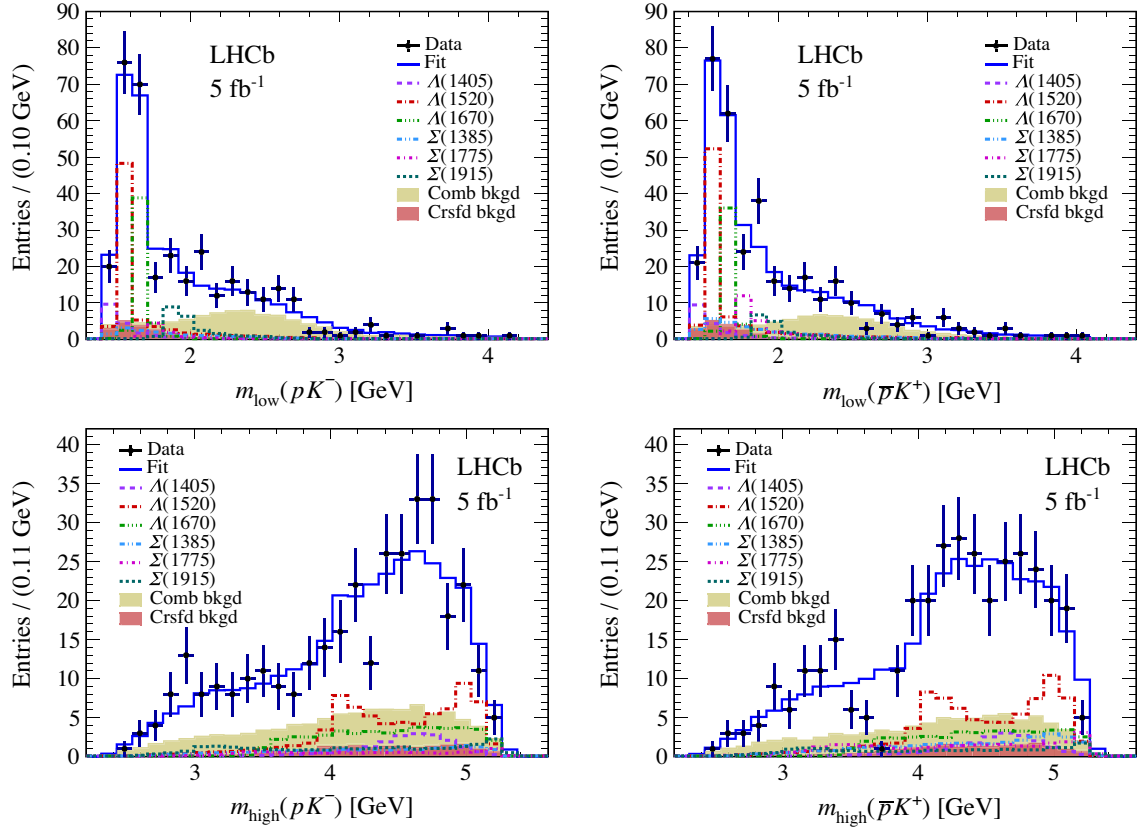 Entries / (0.10 GeV)
90
80
70
60
50
40
30
20
10
0
LHCb
5 fb⁻¹
Data
Fit
Λ(1405)
Λ(1520)
Λ(1670)
Σ(1385)
Σ(1775)
Σ(1915)
Comb bkgd
Crsfd bkgd
2 3 4
m_low(pK⁻) [GeV]
Entries / (0.10 GeV)
90
80
70
60
50
40
30
20
10
0
LHCb
5 fb⁻¹
Data
Fit
Λ(1405)
Λ(1520)
Λ(1670)
Σ(1385)
Σ(1775)
Σ(1915)
Comb bkgd
Crsfd bkgd
2 3 4
m_low(p̅K⁺) [GeV]
Entries / (0.11 GeV)
40
35
30
25
20
15
10
5
0
Data
Fit
Λ(1405)
Λ(1520)
Λ(1670)
Σ(1385)
Σ(1775)
Σ(1915)
Comb bkgd
Crsfd bkgd
LHCb
5 fb⁻¹
3 4 5
m_high(pK⁻) [GeV]
Entries / (0.11 GeV)
40
35
30
25
20
15
10
5
0
Data
Fit
Λ(1405)
Λ(1520)
Λ(1670)
Σ(1385)
Σ(1775)
Σ(1915)
Comb bkgd
Crsfd bkgd
LHCb
5 fb⁻¹
3 4 5
m_high(p̅K⁺) [GeV]